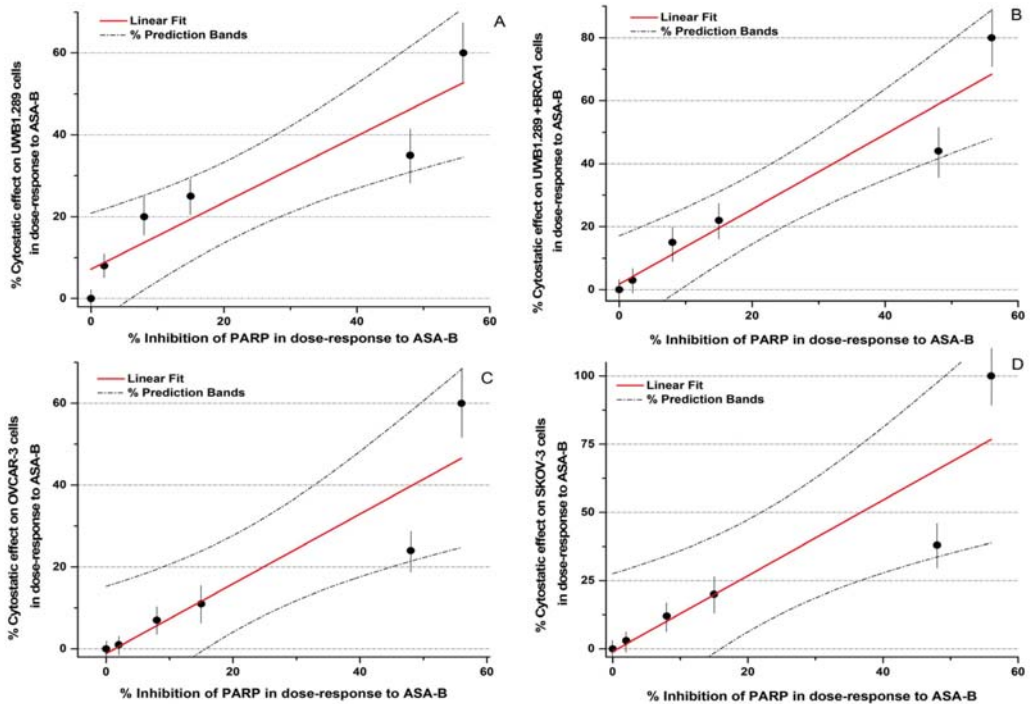 A
Linear Fit
% Prediction Bands
% Cytostatic effect on UWB1.289 cells
in dose-response to ASA-B
60
40
20
0
0 20 40 60
% Inhibition of PARP in dose-response to ASA-B
B
Linear Fit
% Prediction Bands
% Cytostatic effect on UWB1.289 +BRCA1 cells
in dose-response to ASA-B
80
60
40
20
0
0 20 40 60
% Inhibition of PARP in dose-response to ASA-B
C
Linear Fit
% Prediction Bands
% Cytostatic effect on OVCAR-3 cells
in dose-response to ASA-B
60
40
20
0
0 20 40 60
% Inhibition of PARP in dose-response to ASA-B
D
Linear Fit
% Prediction Bands
% Cytostatic effect on SKOV-3 cells
in dose-response to ASA-B
100
75
50
25
0
0 20 40 60
% Inhibition of PARP in dose-response to ASA-B